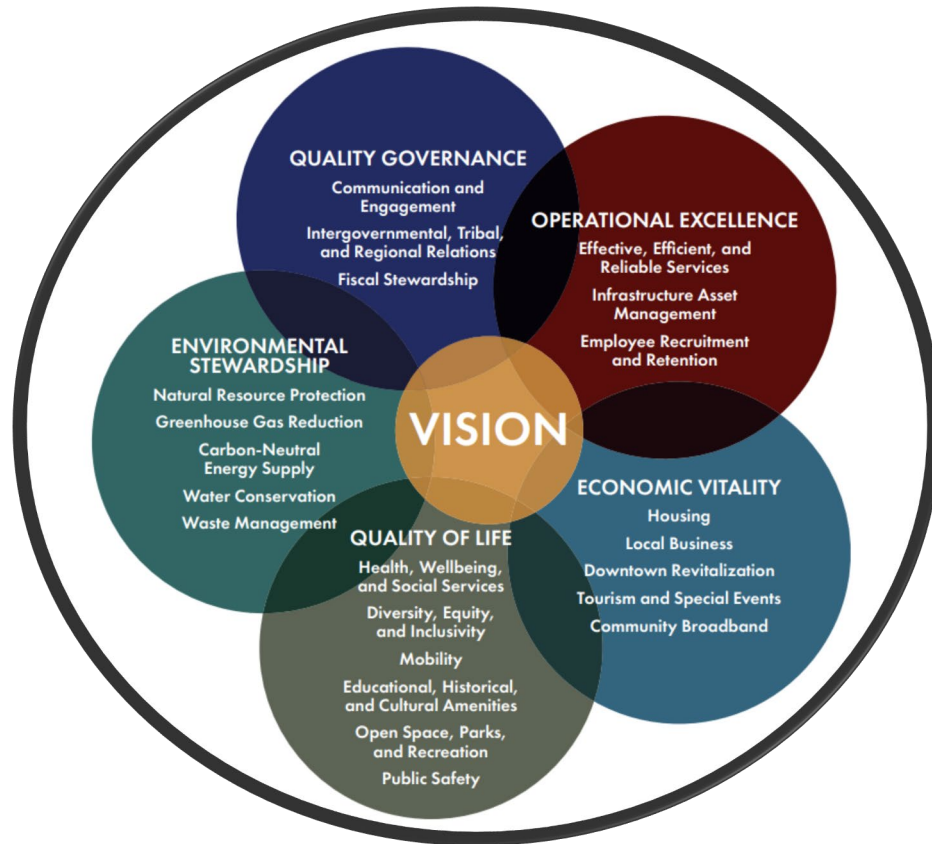 QUALITY GOVERNANCE
Communication and
Engagement
Intergovernmental, Tribal,
and Regional Relations
Fiscal Stewardship
OPERATIONAL EXCELLENCE
Effective, Efficient, and
Reliable Services
Infrastructure Asset
Management
Employee Recruitment
and Retention
ENVIRONMENTAL
STEWARDSHIP
Natural Resource Protection
Greenhouse Gas Reduction
Carbon-Neutral
Energy Supply
Water Conservation
Waste Management
VISION
ECONOMIC VITALITY
Housing
Local Business
Downtown Revitalization
Tourism and Special Events
Community Broadband
QUALITY OF LIFE
Health, Wellbeing,
and Social Services
Diversity, Equity,
and Inclusivity
Mobility
Educational, Historical,
and Cultural Amenities
Open Space, Parks,
and Recreation
Public Safety